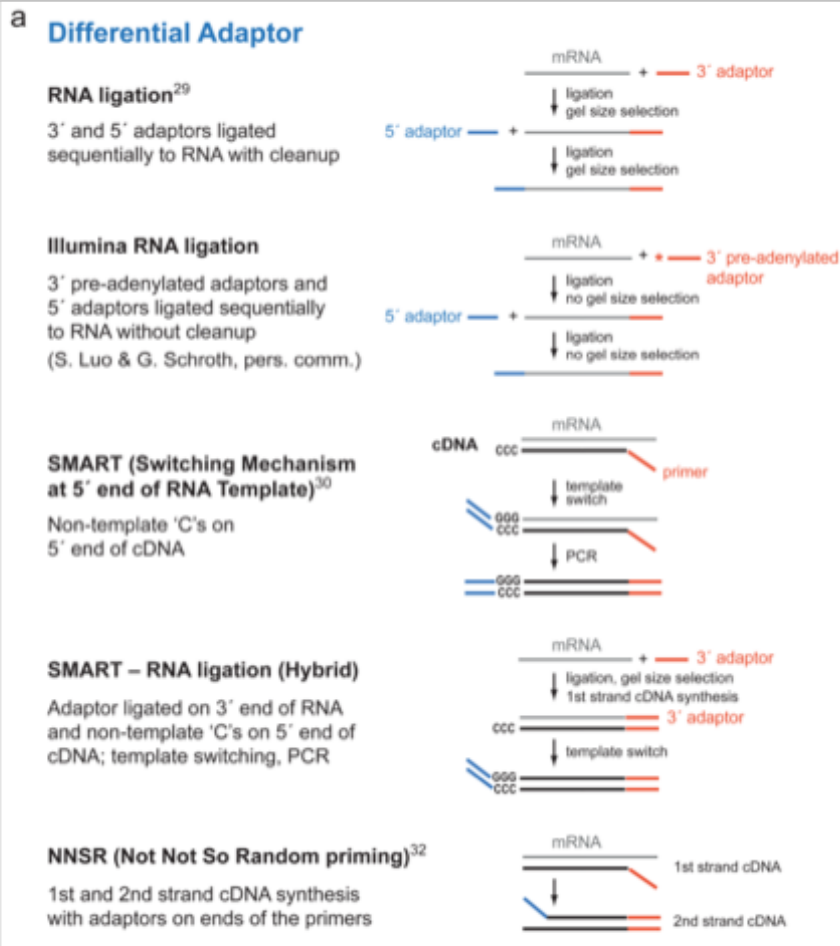 a
Differential Adaptor
RNA ligation29
3´ and 5´ adaptors ligated
sequentially to RNA with cleanup
mRNA
+ 3´ adaptor
ligation
gel size selection
5´ adaptor +
ligation
gel size selection
Illumina RNA ligation
3´ pre-adenylated adaptors and
5´ adaptors ligated sequentially
to RNA without cleanup
(S. Luo & G. Schroth, pers. comm.)
mRNA
+ * 3´ pre-adenylated
adaptor
ligation
no gel size selection
5´ adaptor +
ligation
no gel size selection
SMART (Switching Mechanism
at 5´ end of RNA Template)30
Non-template ‘C’s on
5´ end of cDNA
mRNA
cDNA CCC
primer
template
switch
GGG
CCC
PCR
GGG
CCC
SMART – RNA ligation (Hybrid)
Adaptor ligated on 3´ end of RNA
and non-template ‘C’s on 5´ end of
cDNA; template switching, PCR
mRNA
+ 3´ adaptor
ligation, gel size selection
1st strand cDNA synthesis
3´ adaptor
CCC
template switch
GGG
CCC
NNSR (Not Not So Random priming)32
1st and 2nd strand cDNA synthesis
with adaptors on ends of the primers
mRNA
1st strand cDNA
2nd strand cDNA